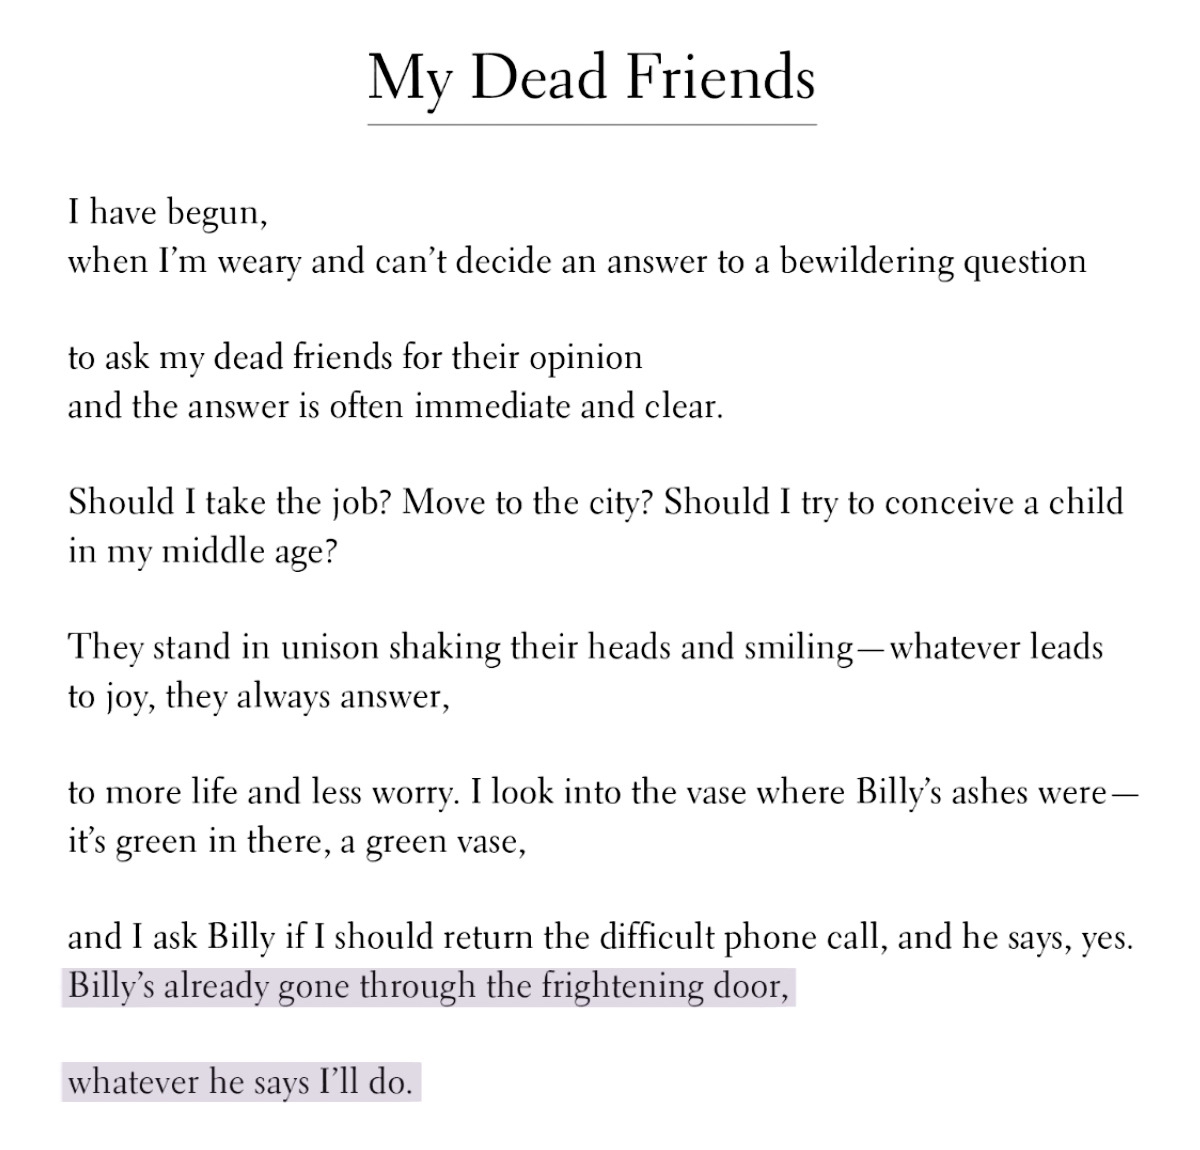 My Dead Friends
I have begun,
when I’m weary and can’t decide an answer to a bewildering question
to ask my dead friends for their opinion
and the answer is often immediate and clear.
Should I take the job? Move to the city? Should I try to conceive a child
in my middle age?
They stand in unison shaking their heads and smiling—whatever leads
to joy, they always answer,
to more life and less worry. I look into the vase where Billy’s ashes were—
it’s green in there, a green vase,
and I ask Billy if I should return the difficult phone call, and he says, yes.
Billy’s already gone through the frightening door,
whatever he says I’ll do.